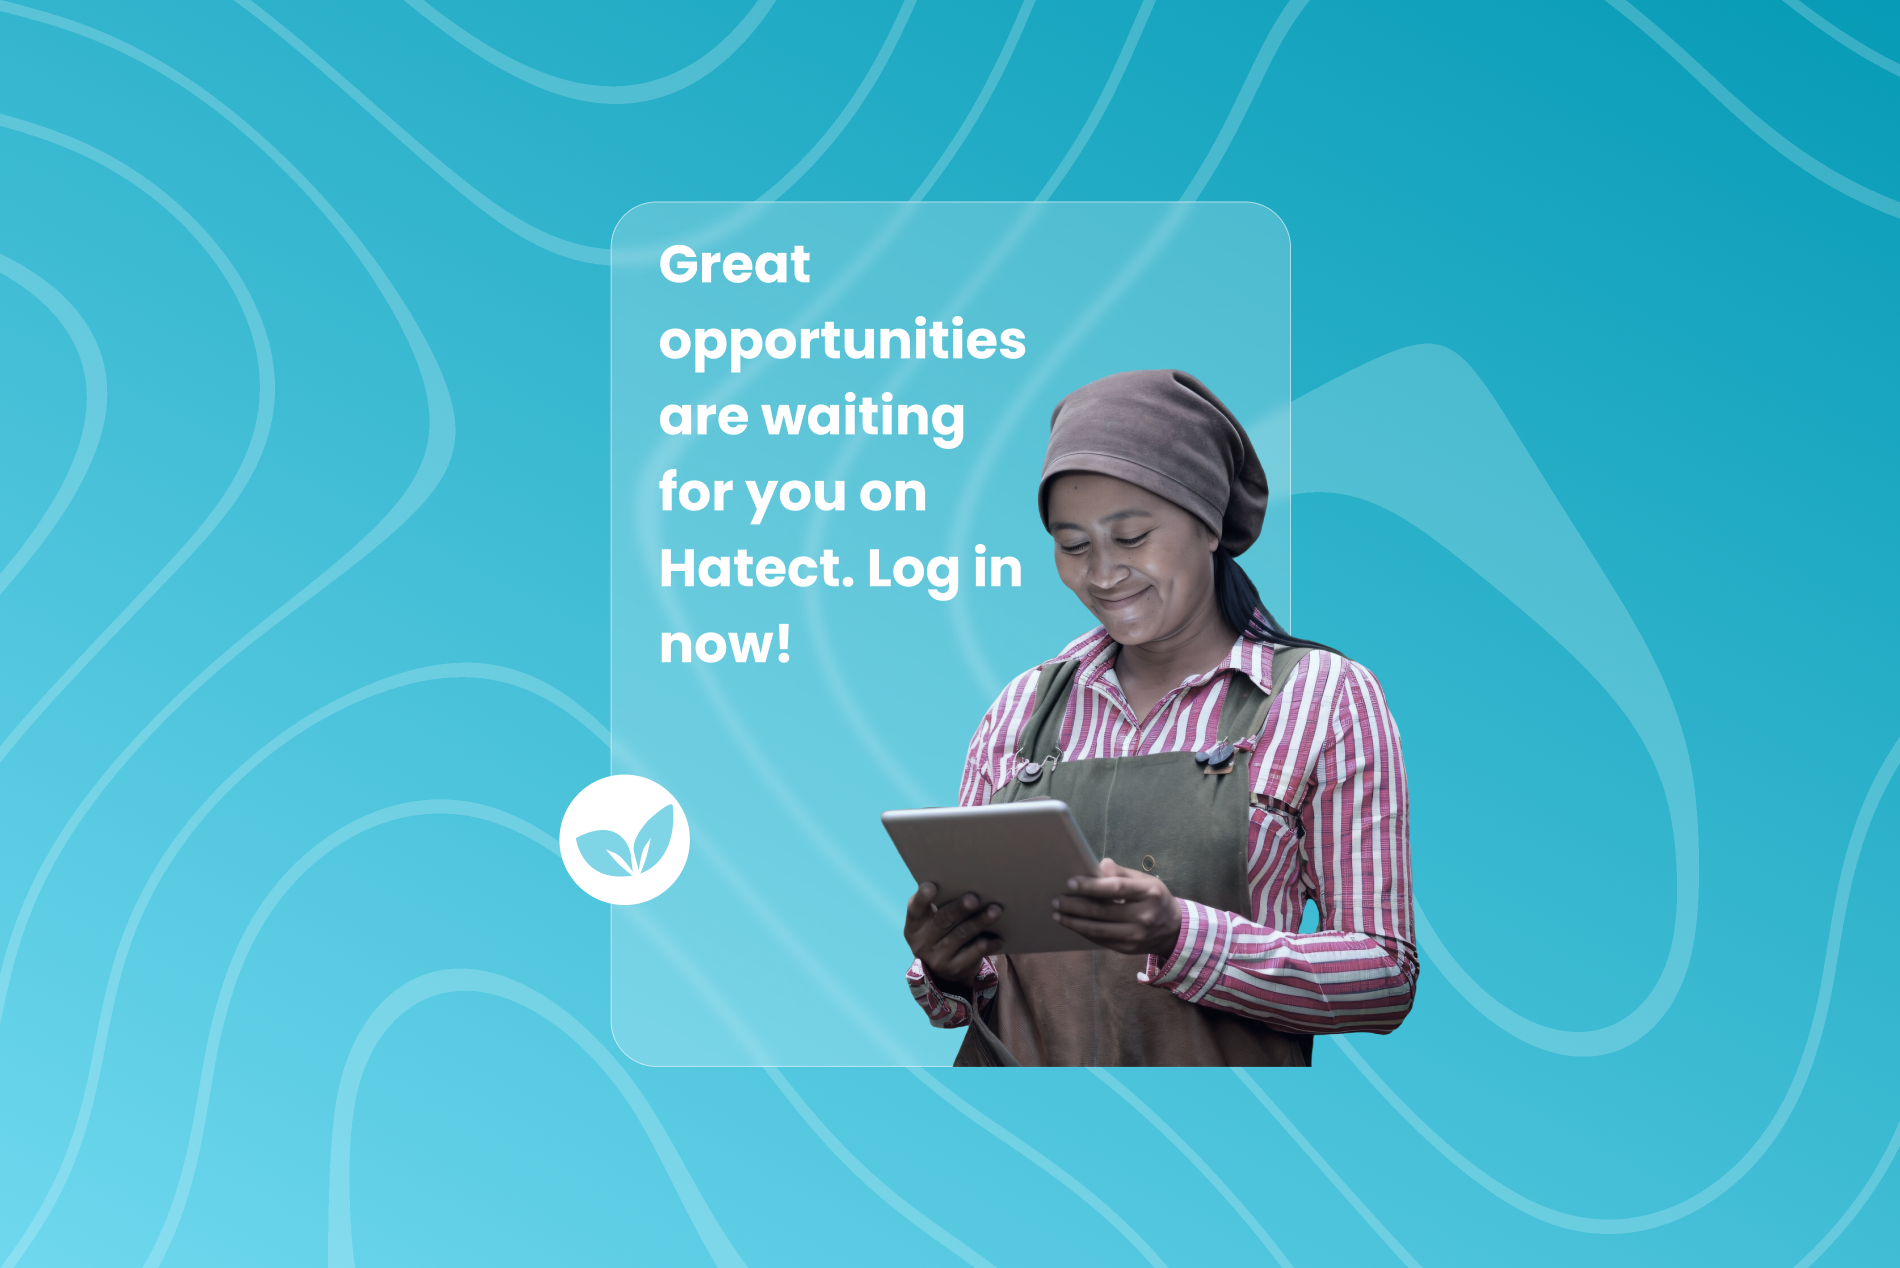 Great
opportunities
are waiting
for you on
Hatect. Log in
now!